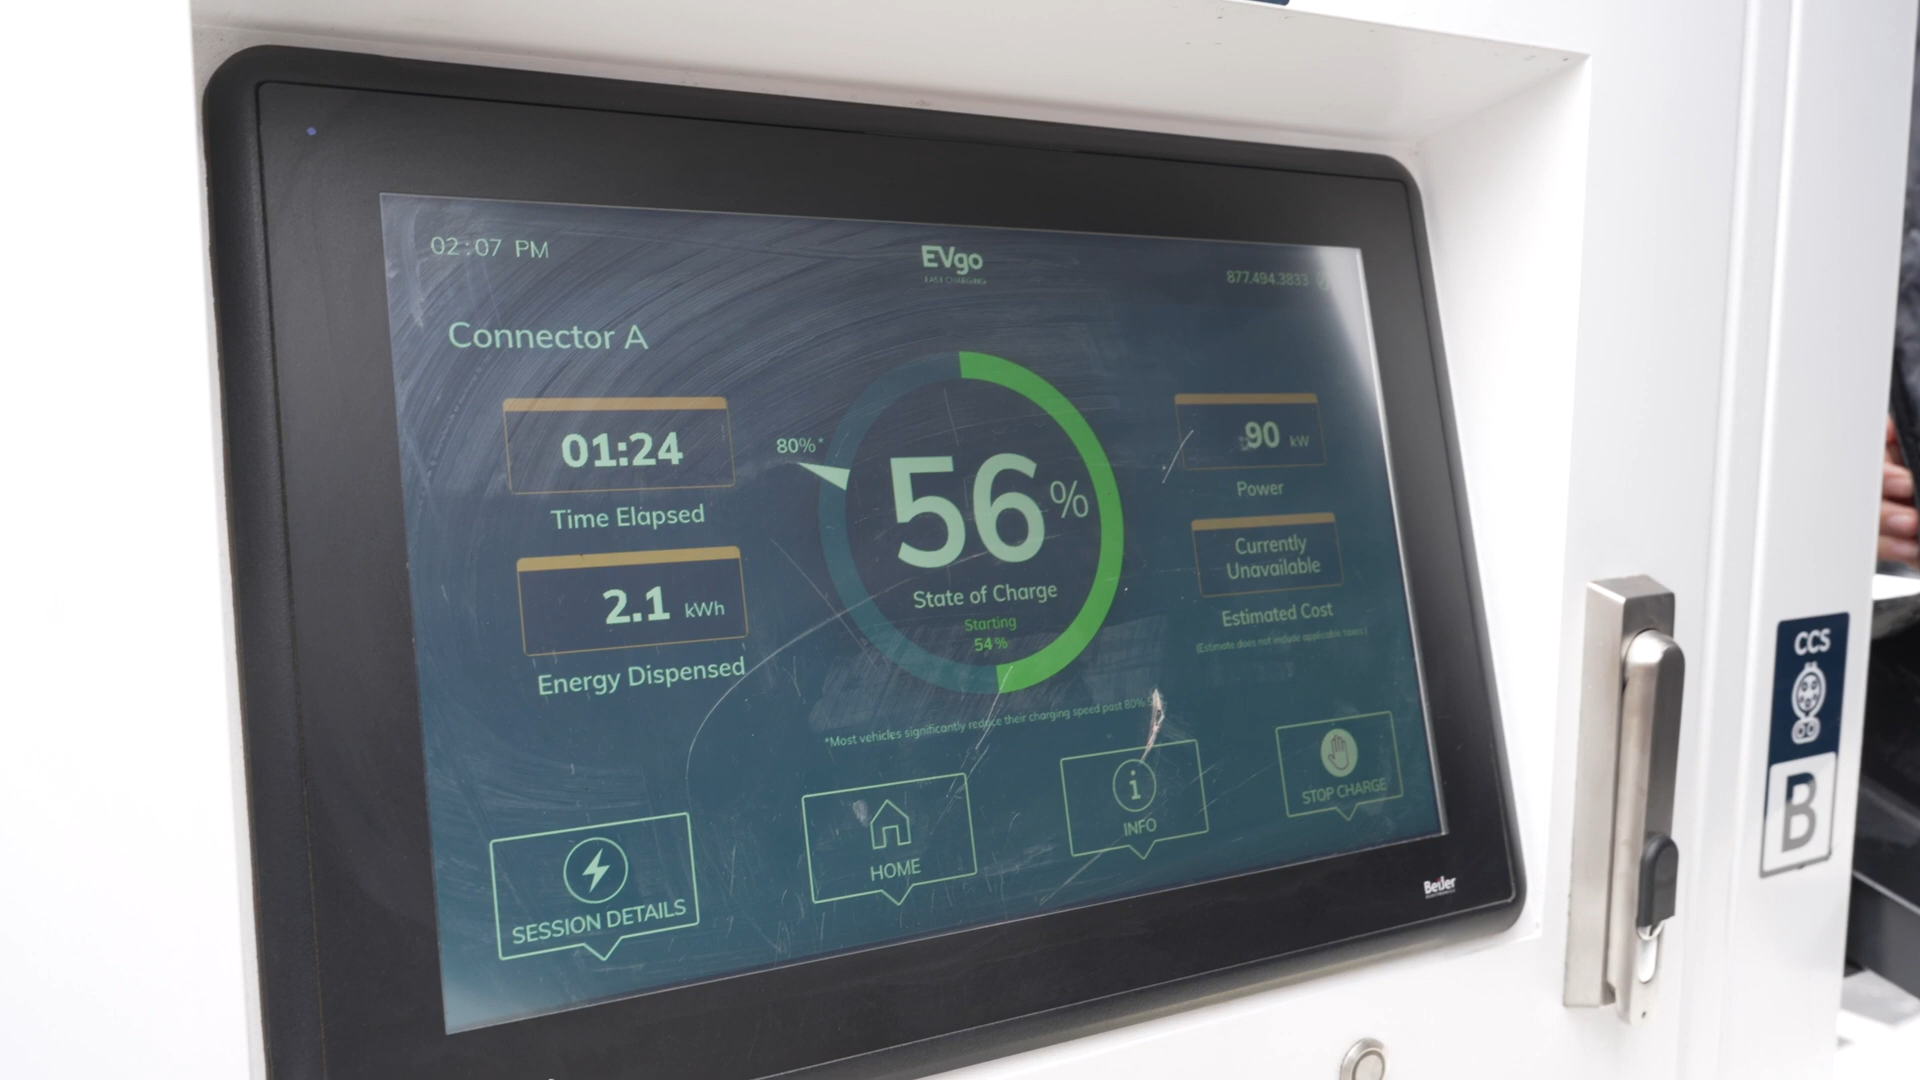 02:07 PM
EVgo
FAST CHARGING
877.494.3833
Connector A
01:24
Time Elapsed
2.1 kWh
Energy Dispensed
80%*
56%
State of Charge
Starting
54%
90 kW
Power
Currently
Unavailable
Estimated Cost
(Estimate does not include applicable taxes)
*Most vehicles significantly reduce their charging speed past 80%
SESSION DETAILS
HOME
i
INFO
STOP CHARGE
Beijer
CCS
B